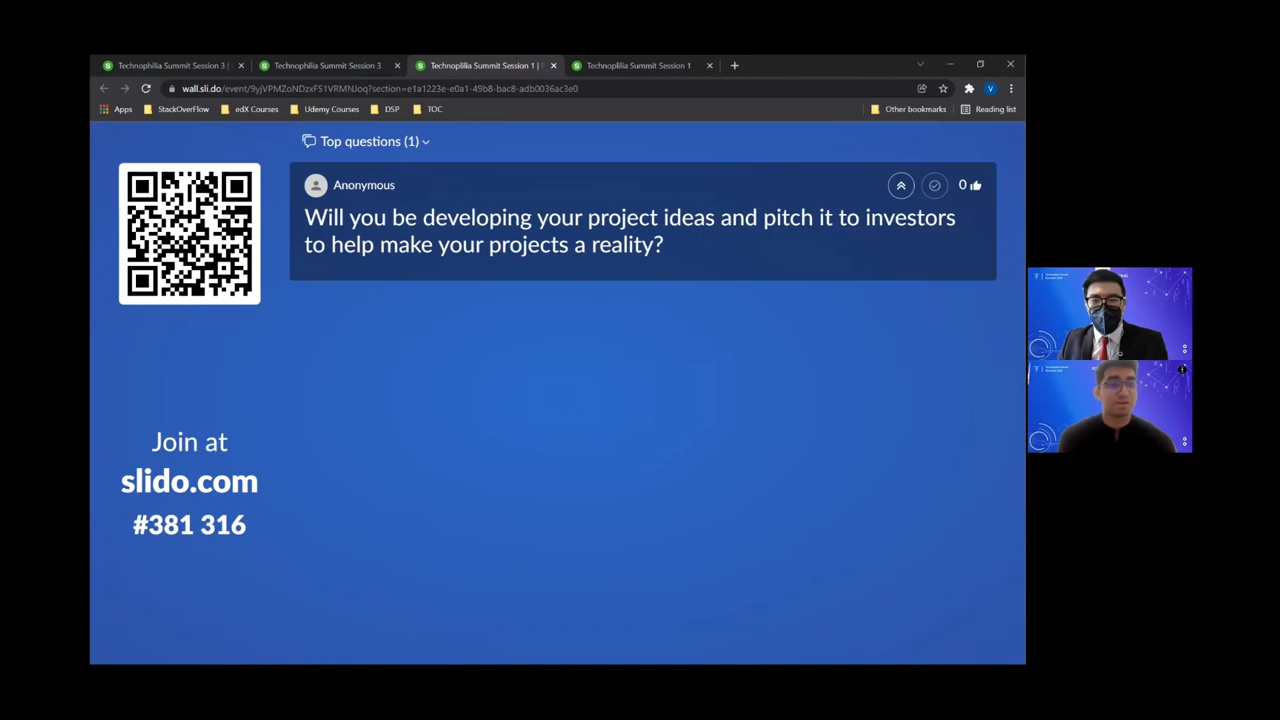 Technophilia Summit Session 3 |
Technophilia Summit Session 3
Technoplilia Summit Session 1 |
Technoplilia Summit Session 1
wall.sli.do/event/9yjVPMZoNDzxF51VRMNJoq?section=e1a1223e-e0a1-49b8-bac8-adb0036ac3e0
V
Apps
StackOverFlow
edX Courses
Udemy Courses
DSP
TOC
Other bookmarks
Reading list
Top questions (1)
Anonymous
0
Will you be developing your project ideas and pitch it to investors
to help make your projects a reality?
Join at
slido.com
#381 316